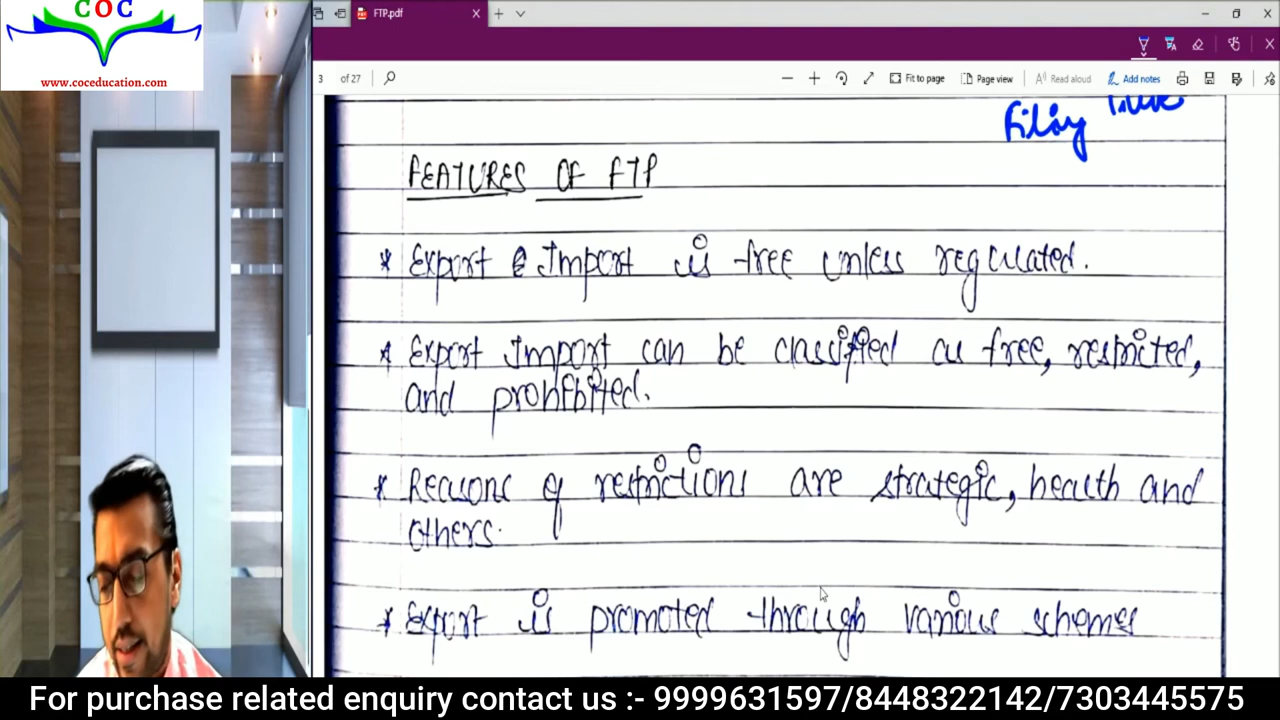 COC
www.coceducation.com
FTP.pdf
3 of 27
Fit to page
Page view
Read aloud
Add notes
Filing
FEATURES OF FTP
* Export & Import is free unless regulated.
* Export Import can be classified as free, restricted,
and prohibited.
* Reasons of restrictions are strategic, health and
others.
* Export is promoted through various schemes
For purchase related enquiry contact us :- 9999631597/8448322142/7303445575